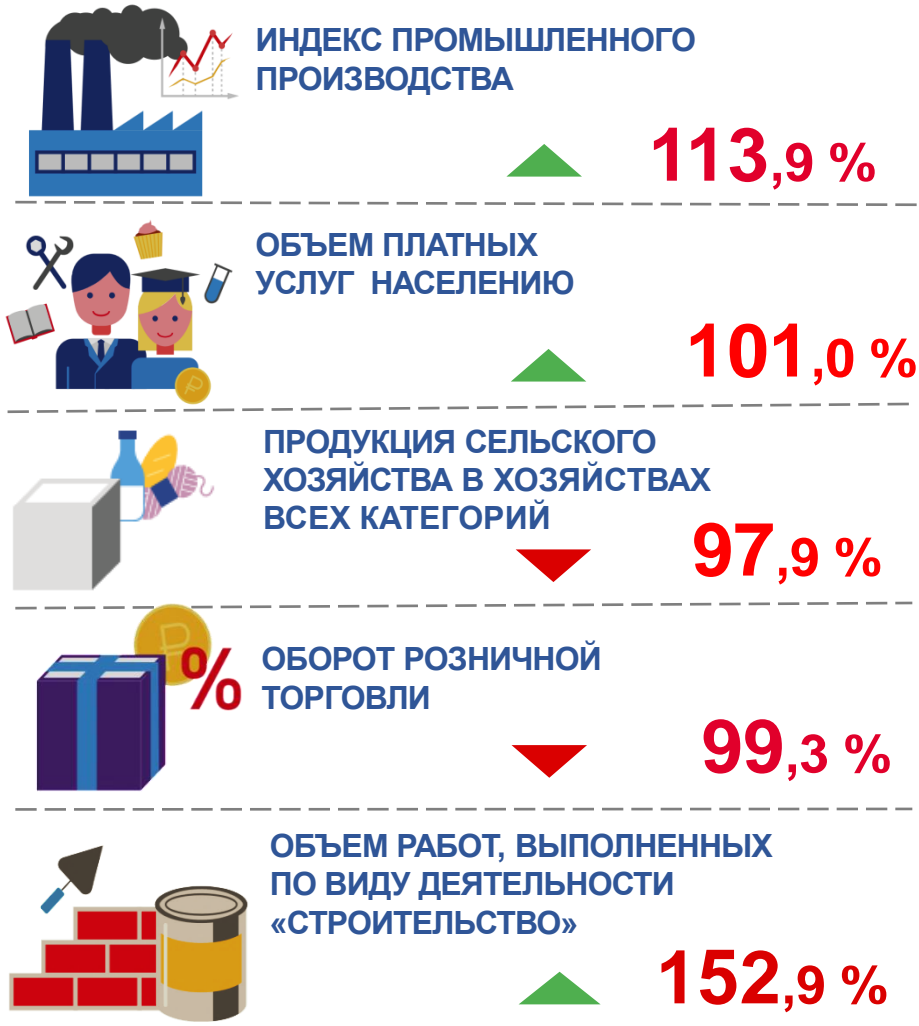 ИНДЕКС ПРОМЫШЛЕННОГО
ПРОИЗВОДСТВА
113,9 %
ОБЪЕМ ПЛАТНЫХ
УСЛУГ НАСЕЛЕНИЮ
101,0 %
ПРОДУКЦИЯ СЕЛЬСКОГО
ХОЗЯЙСТВА В ХОЗЯЙСТВАХ
ВСЕХ КАТЕГОРИЙ
97,9 %
%
ОБОРОТ РОЗНИЧНОЙ
ТОРГОВЛИ
99,3 %
ОБЪЕМ РАБОТ, ВЫПОЛНЕННЫХ
ПО ВИДУ ДЕЯТЕЛЬНОСТИ
«СТРОИТЕЛЬСТВО»
152,9 %